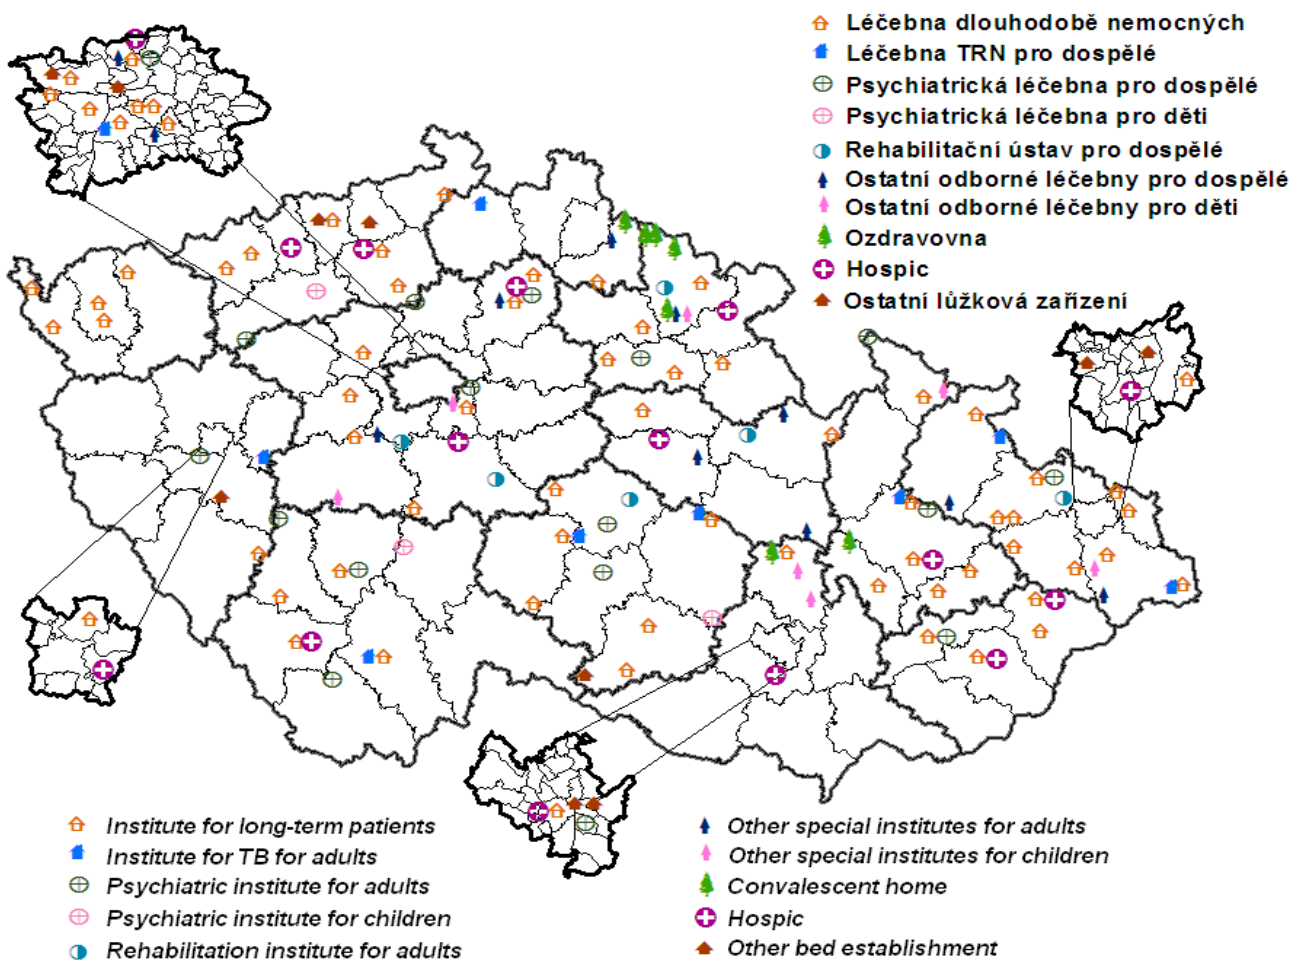 Léčebna dlouhodobě nemocných
Léčebna TRN pro dospělé
Psychiatrická léčebna pro dospělé
Psychiatrická léčebna pro děti
Rehabilitační ústav pro dospělé
Ostatní odborné léčebny pro dospělé
Ostatní odborné léčebny pro děti
Ozdravovna
Hospic
Ostatní lůžková zařízení
Institute for long-term patients
Institute for TB for adults
Psychiatric institute for adults
Psychiatric institute for children
Rehabilitation institute for adults
Other special institutes for adults
Other special institutes for children
Convalescent home
Hospic
Other bed establishment